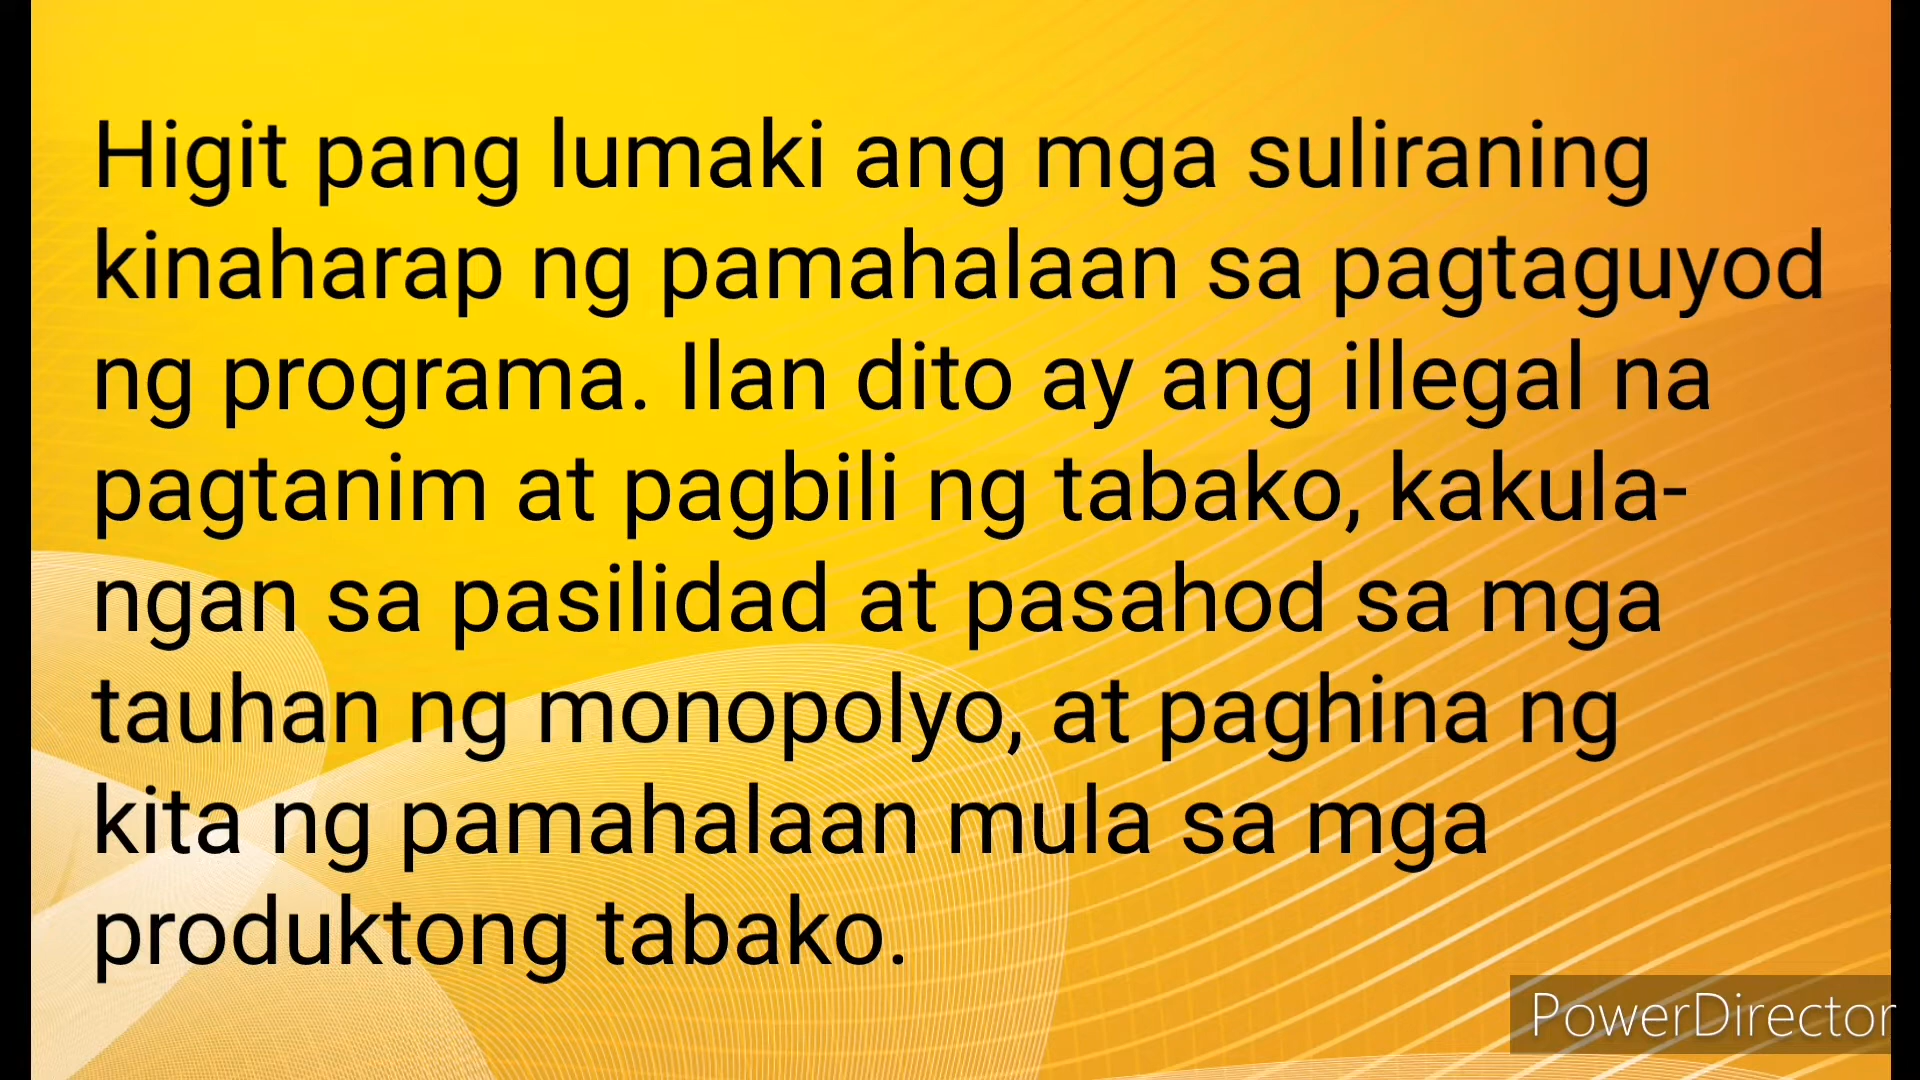 Higit pang lumaki ang mga suliraning
kinaharap ng pamahalaan sa pagtaguyod
ng programa. Ilan dito ay ang illegal na
pagtanim at pagbili ng tabako, kakula-
ngan sa pasilidad at pasahod sa mga
tauhan ng monopolyo, at paghina ng
kita ng pamahalaan mula sa mga
produktong tabako.
PowerDirector